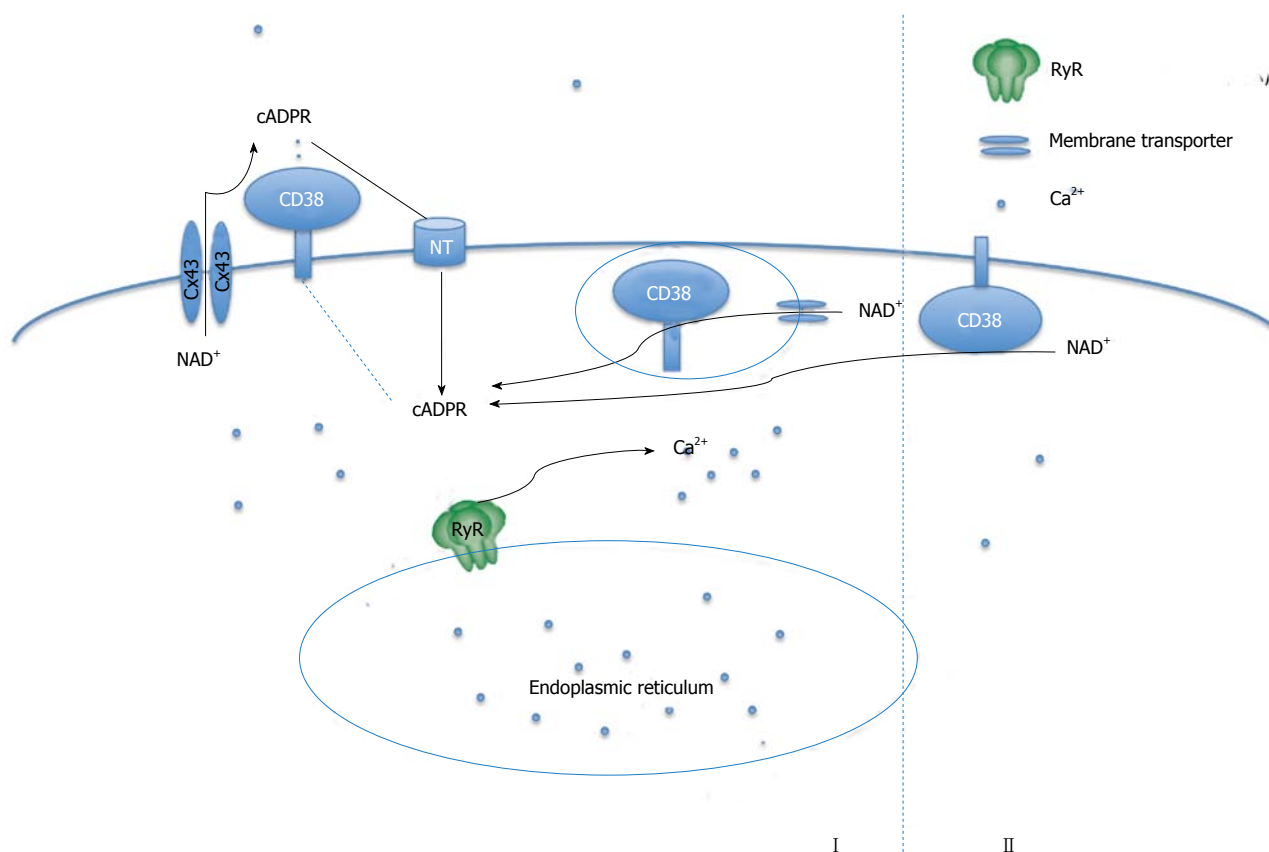 RyR
Membrane transporter
Ca²⁺
cADPR
CD38
NT
Cx43
Cx43
NAD⁺
CD38
NAD⁺
CD38
NAD⁺
cADPR
Ca²⁺
RyR
Endoplasmic reticulum
I
II